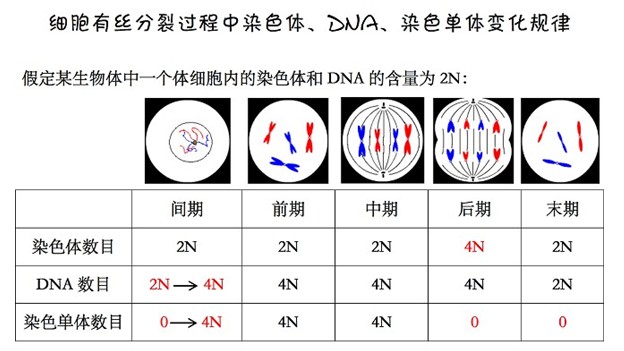 细胞有丝分裂过程中染色体、DNA、染色单体变化规律
假定某生物体中一个体细胞内的染色体和 DNA 的含量为 2N:
间期 前期 中期 后期 末期
染色体数目 2N 2N 2N 4N 2N
DNA 数目 2N→4N 4N 4N 4N 2N
染色单体数目 0→4N 4N 4N 0 0